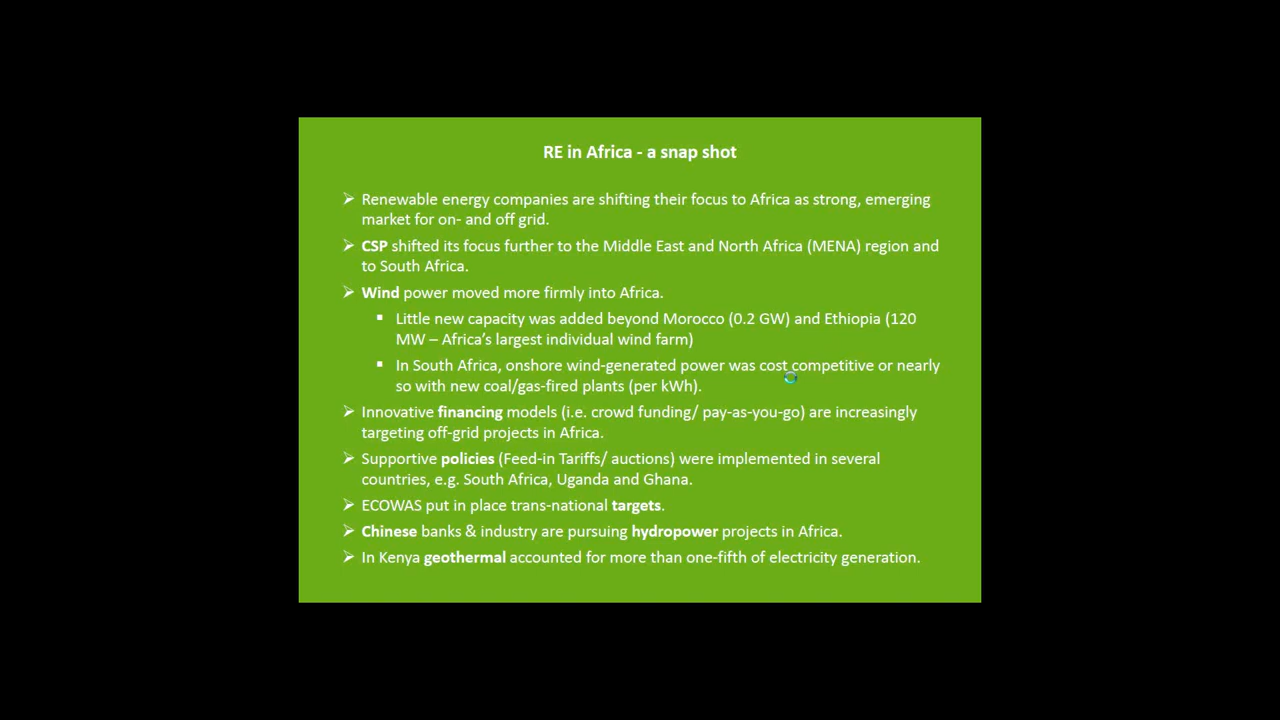 RE in Africa - a snap shot
Renewable energy companies are shifting their focus to Africa as strong, emerging
market for on- and off grid.
CSP shifted its focus further to the Middle East and North Africa (MENA) region and
to South Africa.
Wind power moved more firmly into Africa.
Little new capacity was added beyond Morocco (0.2 GW) and Ethiopia (120
MW – Africa's largest individual wind farm)
In South Africa, onshore wind-generated power was cost competitive or nearly
so with new coal/gas-fired plants (per kWh).
Innovative financing models (i.e. crowd funding/ pay-as-you-go) are increasingly
targeting off-grid projects in Africa.
Supportive policies (Feed-in Tariffs/ auctions) were implemented in several
countries, e.g. South Africa, Uganda and Ghana.
ECOWAS put in place trans-national targets.
Chinese banks & industry are pursuing hydropower projects in Africa.
In Kenya geothermal accounted for more than one-fifth of electricity generation.